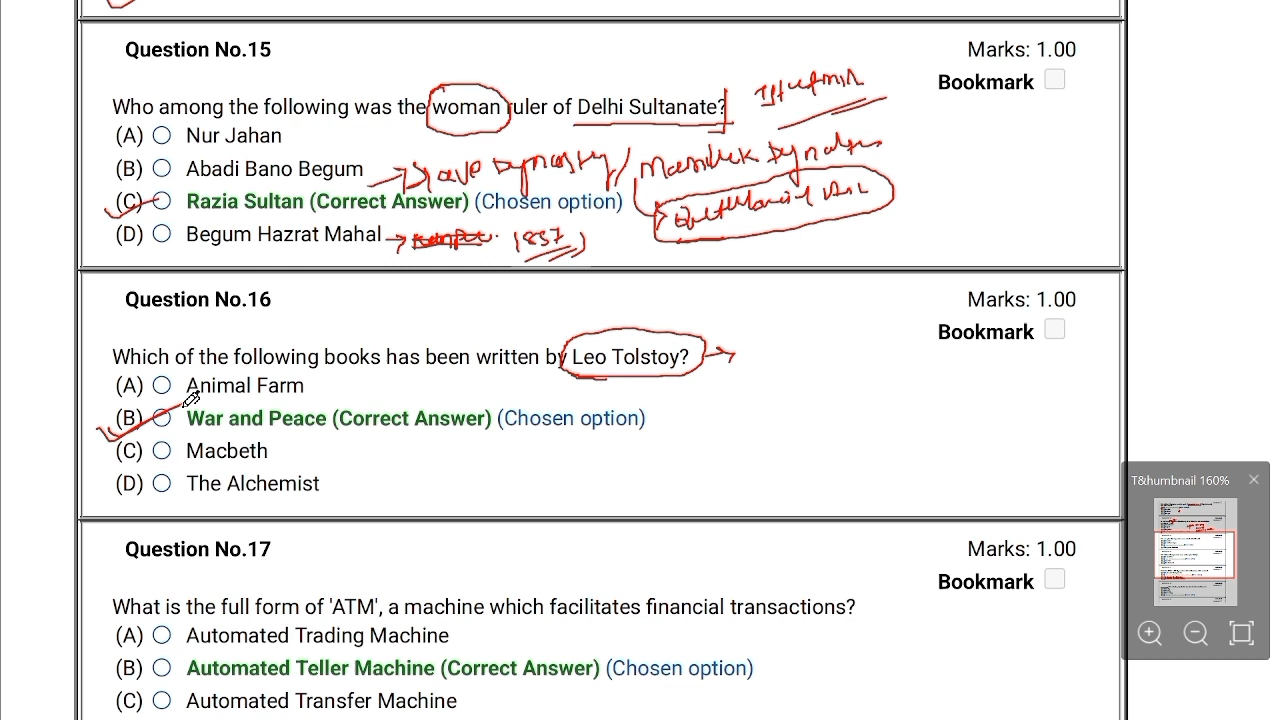 Question No.15
Marks: 1.00
Bookmark
Who among the following was the woman ruler of Delhi Sultanate?
(A) Nur Jahan
(B) Abadi Bano Begum
Slave Dynasty/ Mamluk Dynasty
(C) Razia Sultan (Correct Answer) (Chosen option)
(D) Begum Hazrat Mahal
1857
Question No.16
Marks: 1.00
Bookmark
Which of the following books has been written by Leo Tolstoy?
(A) Animal Farm
(B) War and Peace (Correct Answer) (Chosen option)
(C) Macbeth
(D) The Alchemist
T&humbnail 160%
Question No.17
Marks: 1.00
Bookmark
What is the full form of 'ATM', a machine which facilitates financial transactions?
(A) Automated Trading Machine
(B) Automated Teller Machine (Correct Answer) (Chosen option)
(C) Automated Transfer Machine